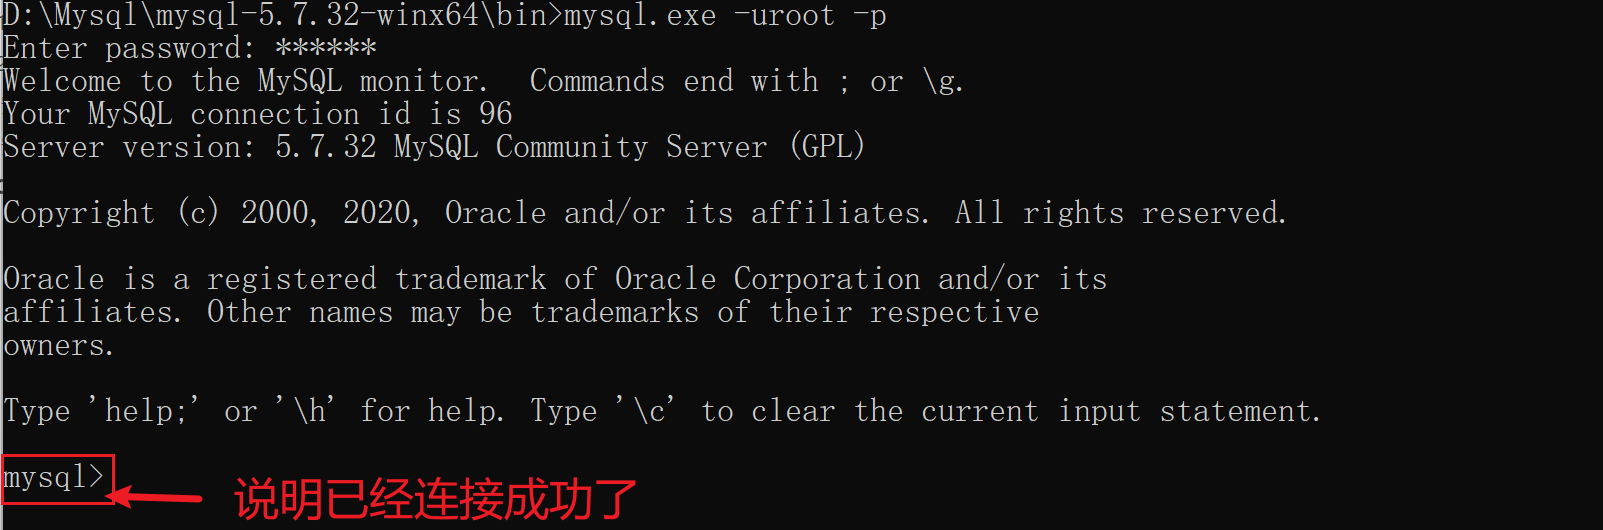 D:\Mysql\mysql-5.7.32-winx64\bin>mysql.exe -uroot -p
Enter password: ******
Welcome to the MySQL monitor.  Commands end with ; or \g.
Your MySQL connection id is 96
Server version: 5.7.32 MySQL Community Server (GPL)
Copyright (c) 2000, 2020, Oracle and/or its affiliates. All rights reserved.
Oracle is a registered trademark of Oracle Corporation and/or its
affiliates. Other names may be trademarks of their respective
owners.
Type 'help;' or '\h' for help. Type '\c' to clear the current input statement.
mysql>
说明已经连接成功了